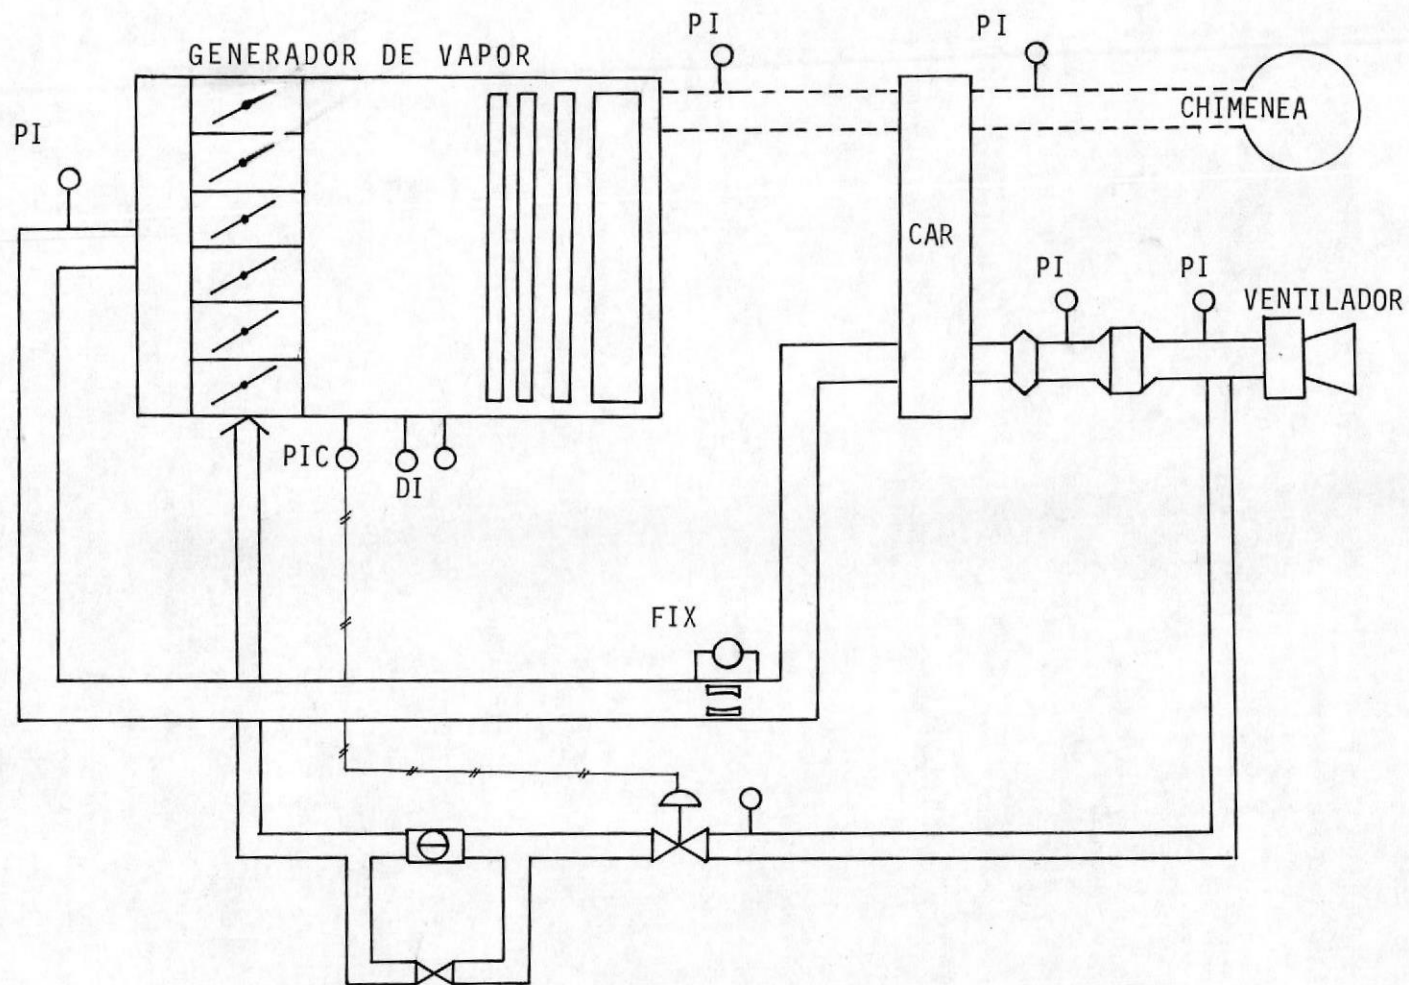 PI
PI
GENERADOR DE VAPOR
PI
CHIMENEA
CAR
PI
PI
VENTILADOR
PIC
DI
FIX